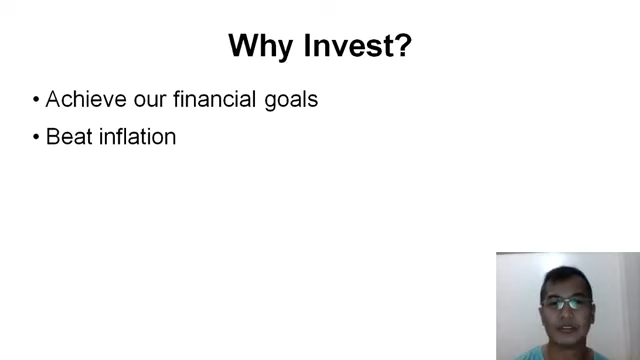 Why Invest?
• Achieve our financial goals
• Beat inflation